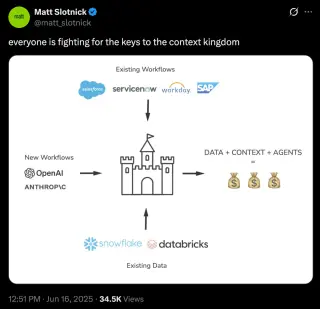 Matt Slotnick
matt
@matt_slotnick
everyone is fighting for the keys to the context kingdom
Existing Workflows
salesforce servicenow workday SAP
New Workflows
OpenAI
ANTHROP\C
DATA + CONTEXT + AGENTS
=
$ $ $
snowflake databricks
Existing Data
12:51 PM · Jun 16, 2025 · 34.5K Views